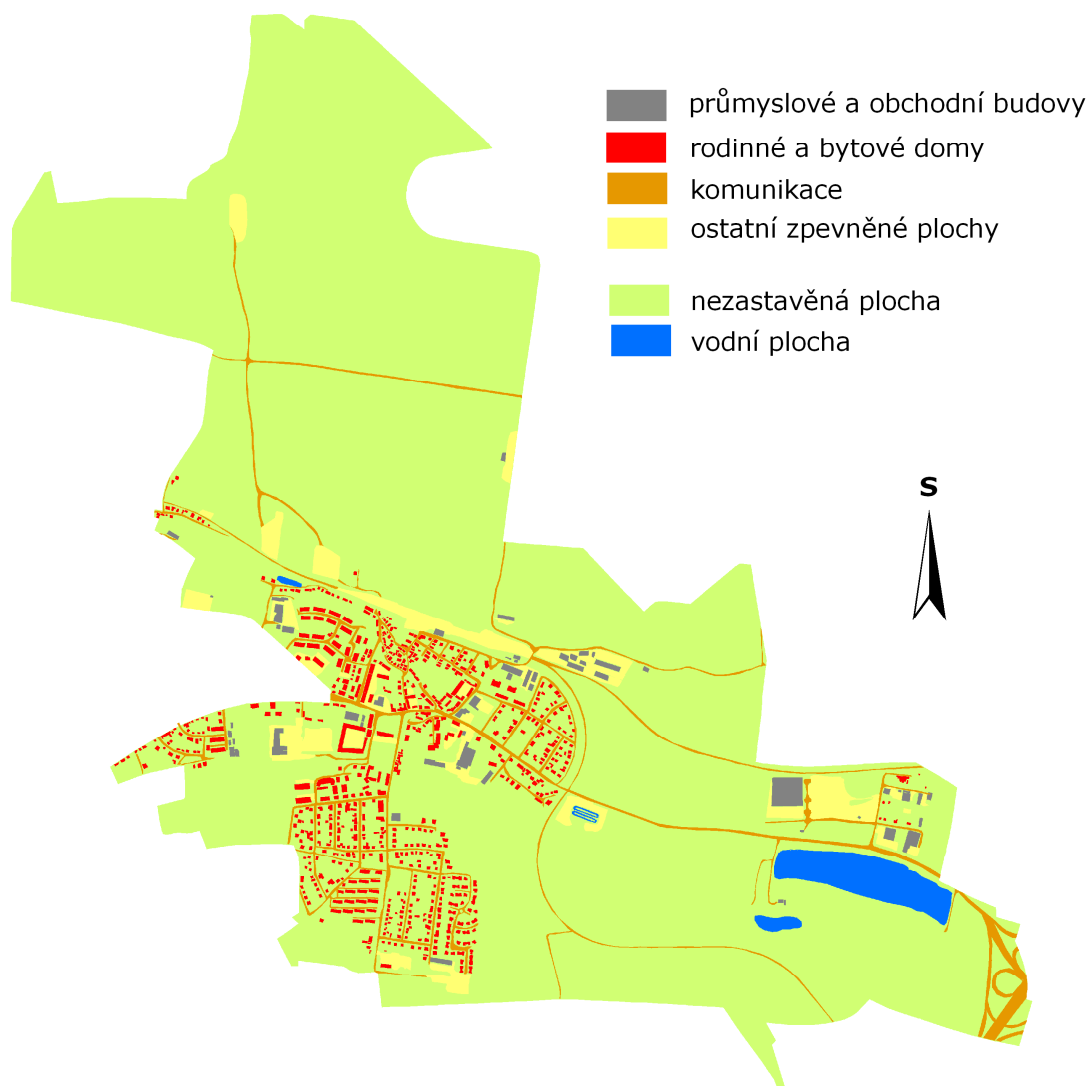 průmyslové a obchodní budovy
rodinné a bytové domy
komunikace
ostatní zpevněné plochy
nezastavěná plocha
vodní plocha
S